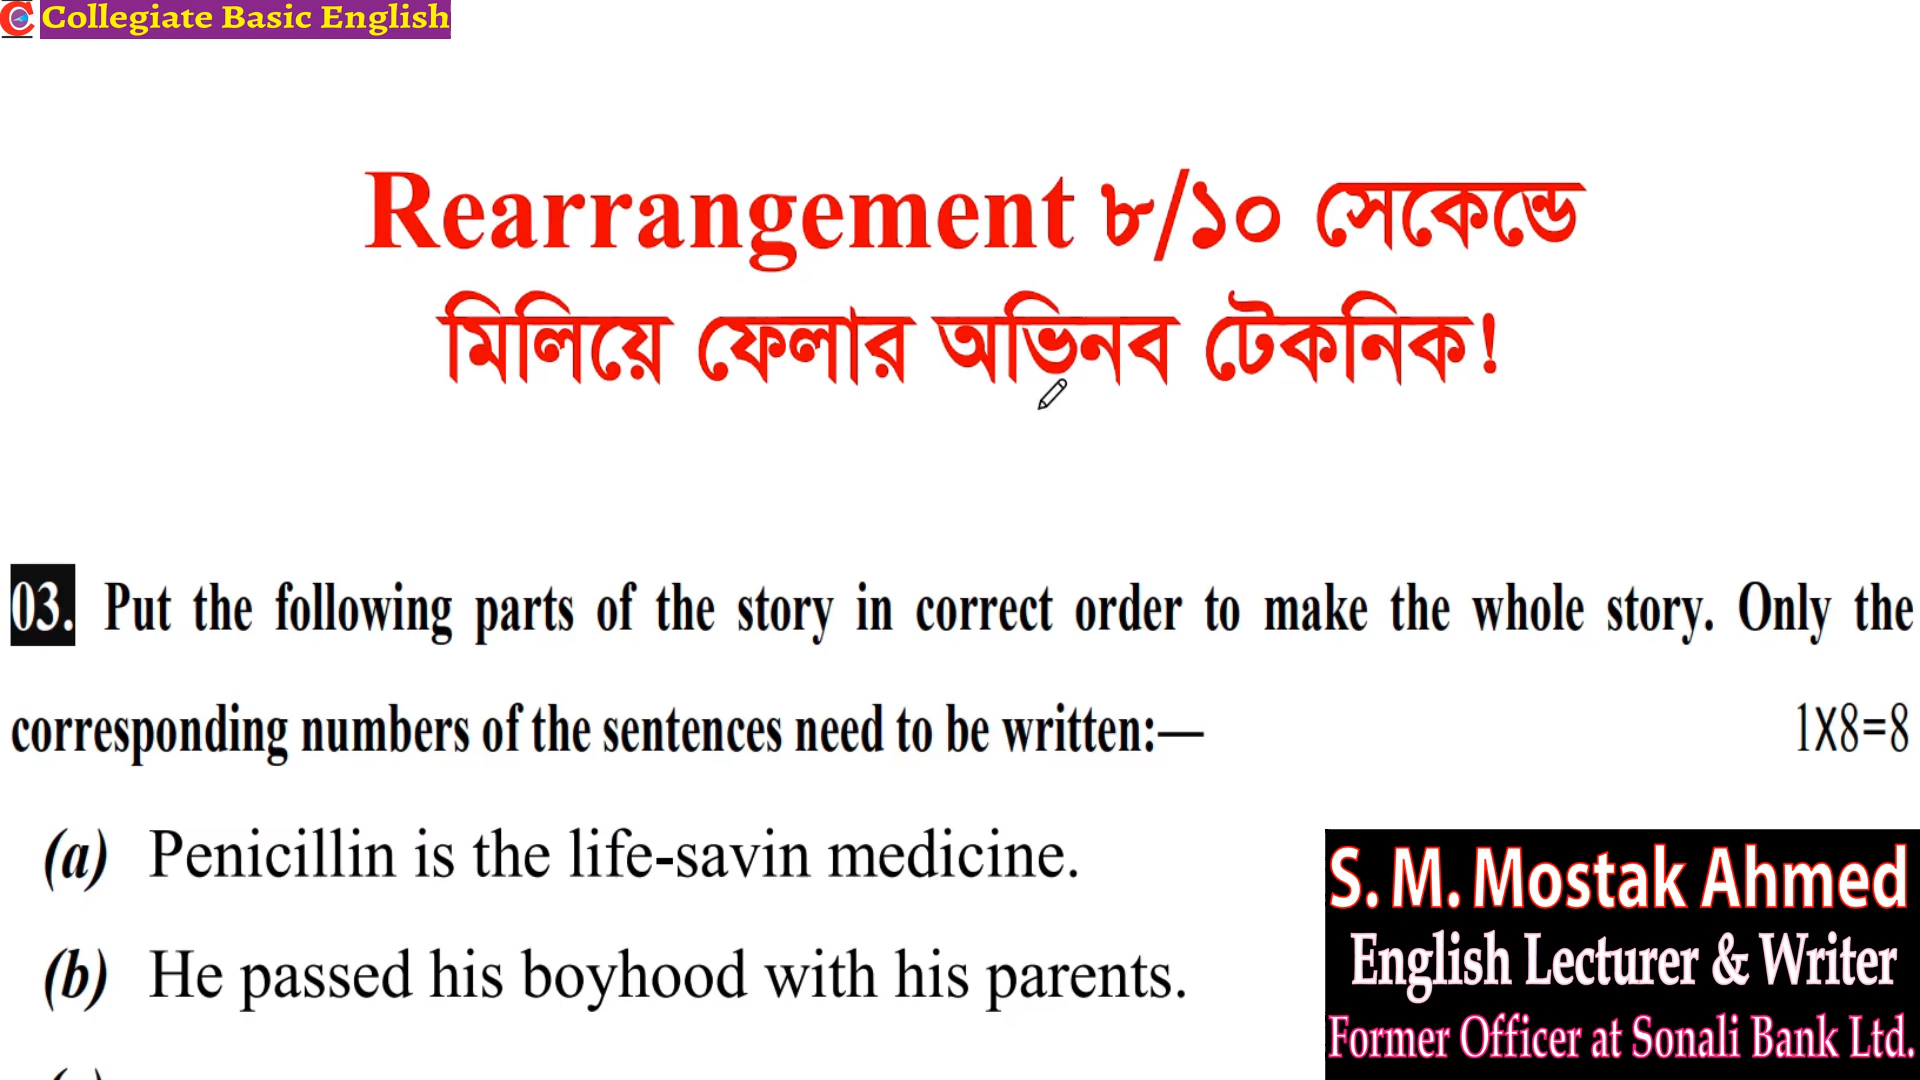 Collegiate Basic English
Rearrangement ৮/১০ সেকেন্ডে
মিলিয়ে ফেলার অভিনব টেকনিক!
03. Put the following parts of the story in correct order to make the whole story. Only the
corresponding numbers of the sentences need to be written:— 1X8=8
(a) Penicillin is the life-savin medicine.
(b) He passed his boyhood with his parents.
S. M. Mostak Ahmed
English Lecturer & Writer
Former Officer at Sonali Bank Ltd.